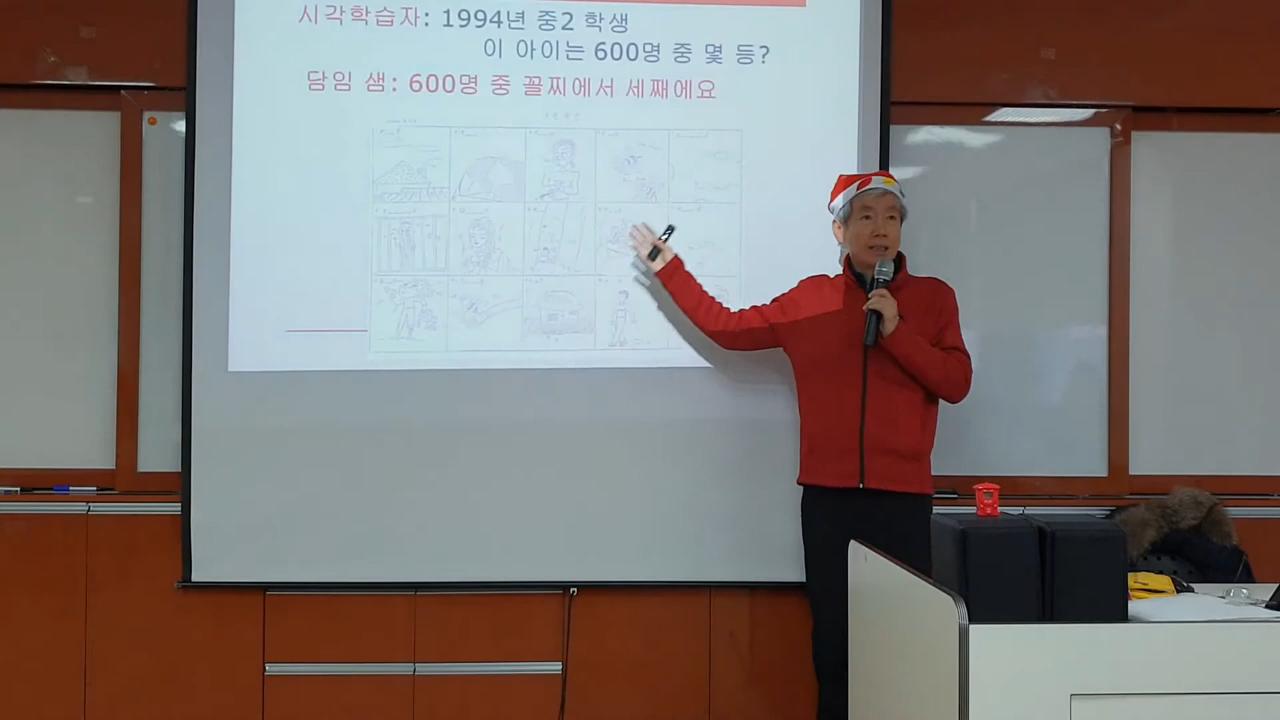 시각학습자: 1994년 중2 학생
이 아이는 600명 중 몇 등?
담임 샘: 600명 중 꼴찌에서 세째에요